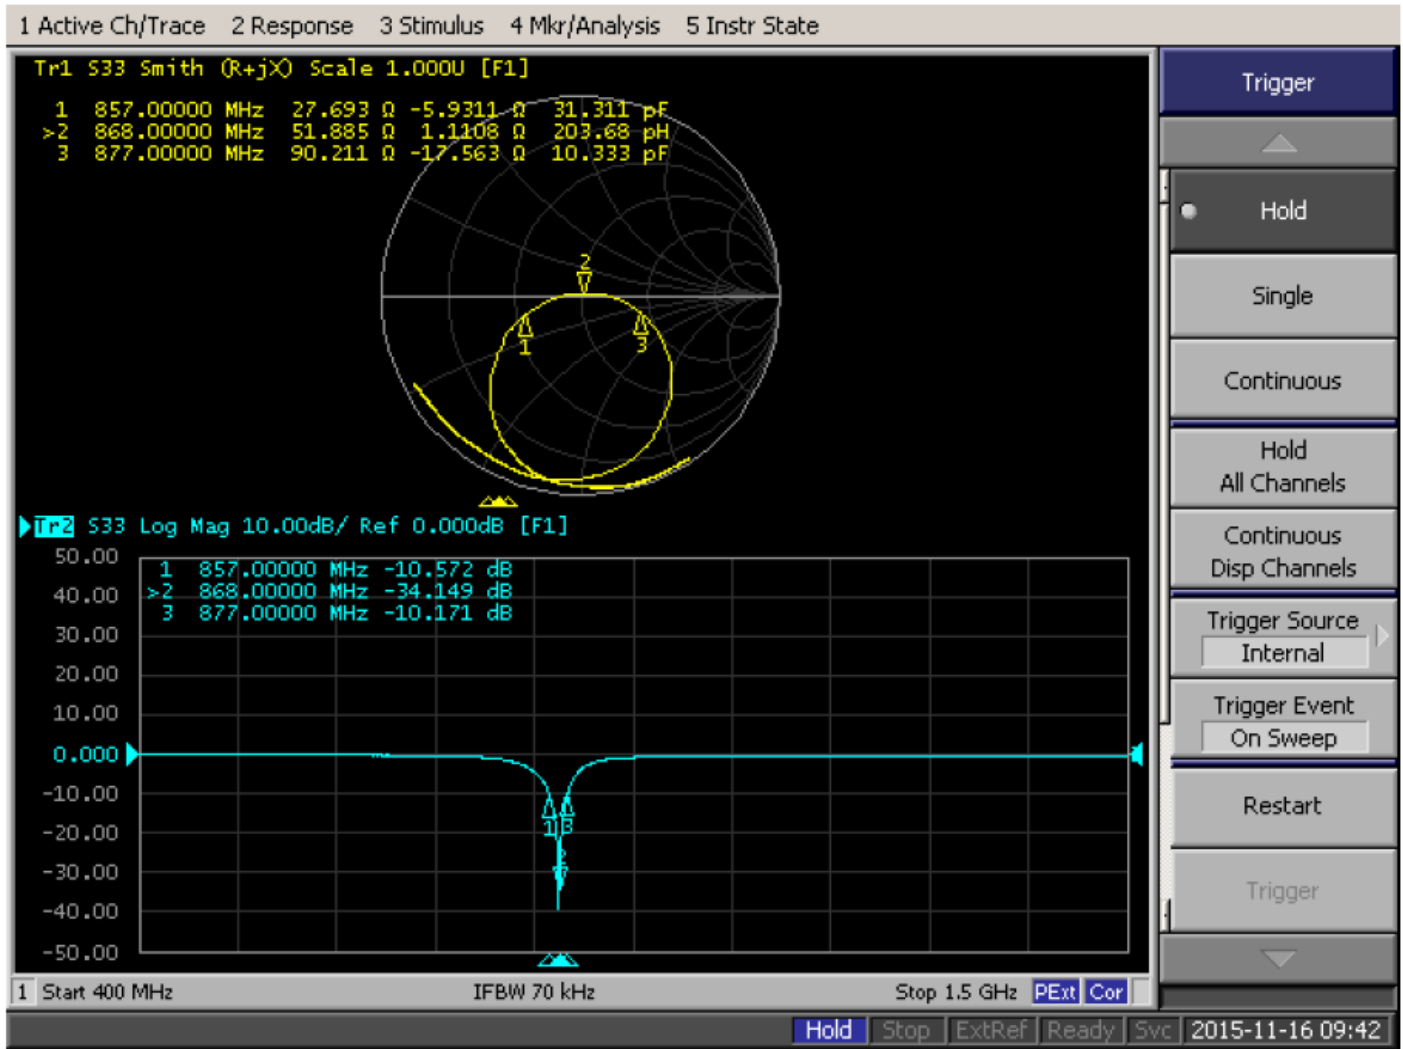 1 Active Ch/Trace 2 Response 3 Stimulus 4 Mkr/Analysis 5 Instr State
Tr1 S33 Smith (R+jX) Scale 1.000U [F1]
1 857.00000 MHz 27.693 Ω -5.9311 Ω 31.311 pF
>2 868.00000 MHz 51.885 Ω 1.1108 Ω 203.68 pH
3 877.00000 MHz 90.211 Ω -17.563 Ω 10.333 pF
2
1
3
Tr2 S33 Log Mag 10.00dB/ Ref 0.000dB [F1]
50.00
1 857.00000 MHz -10.572 dB
>2 868.00000 MHz -34.149 dB
3 877.00000 MHz -10.171 dB
40.00
30.00
20.00
10.00
0.000
-10.00
-20.00
-30.00
-40.00
-50.00
1
3
2
1 Start 400 MHz IFBW 70 kHz Stop 1.5 GHz PExt Cor
Trigger
Hold
Single
Continuous
Hold
All Channels
Continuous
Disp Channels
Trigger Source
Internal
Trigger Event
On Sweep
Restart
Trigger
Hold Stop ExtRef Ready Svc 2015-11-16 09:42